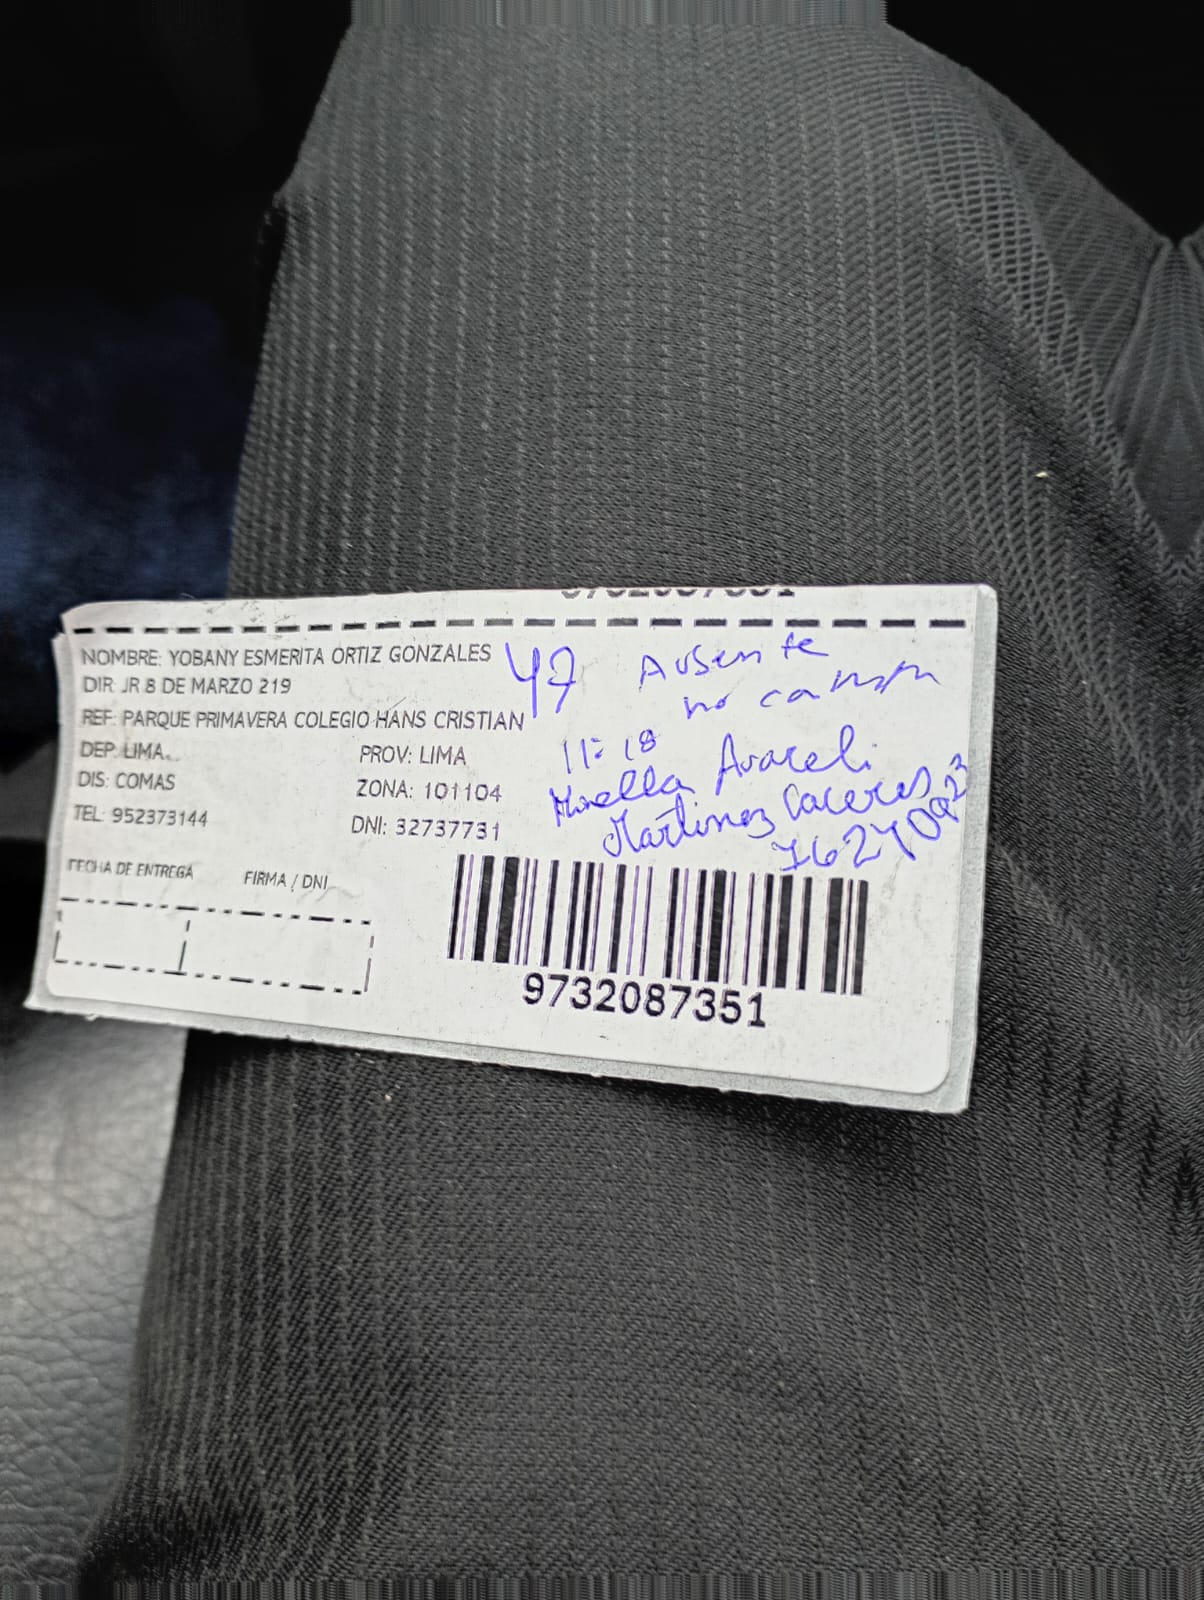 NOMBRE: YOBANY ESMERITA ORTIZ GONZALES
DIR: JR 8 DE MARZO 219
REF: PARQUE PRIMAVERA COLEGIO HANS CRISTIAN
DEP: LIMA
PROV: LIMA
DIS: COMAS
ZONA: 101104
TEL: 952373144
DNI: 32737731
FECHA DE ENTREGA
FIRMA / DNI
47 Ausente
no
11:18
Araceli
Martinez Caceres
76270923
9732087351